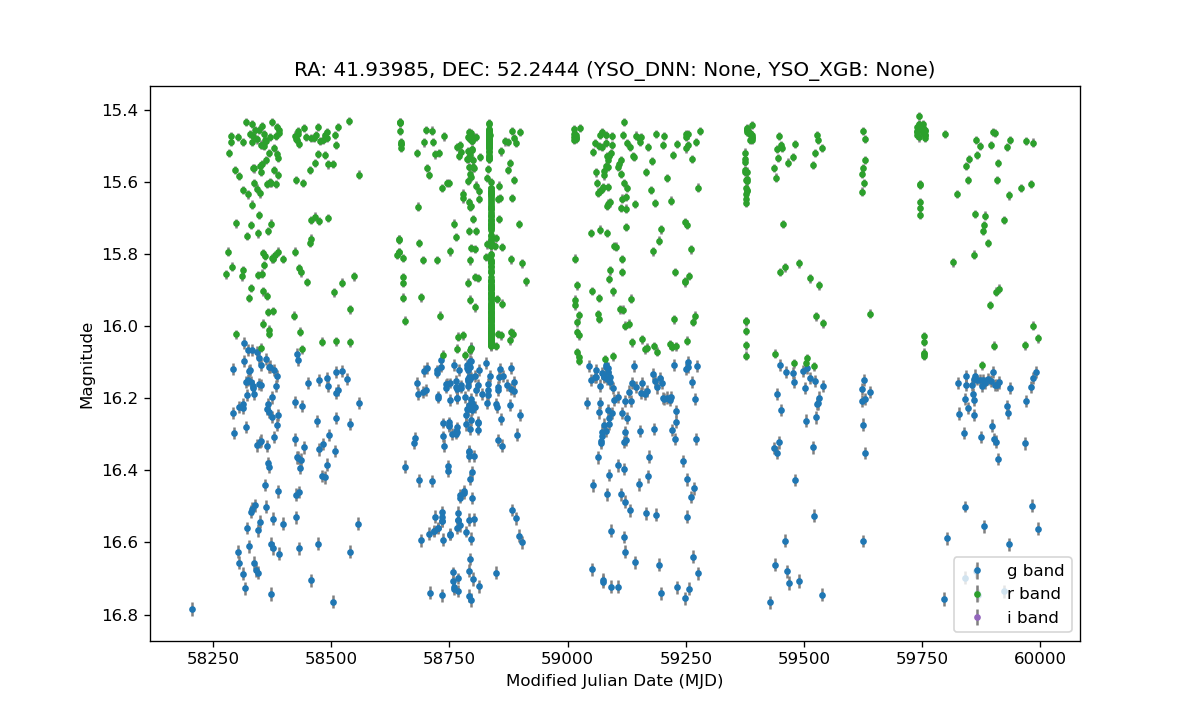 RA: 41.93985, DEC: 52.2444 (YSO_DNN: None, YSO_XGB: None)
15.4
15.6
15.8
16.0
16.2
16.4
16.6
16.8
Magnitude
58250
58500
58750
59000
59250
59500
59750
60000
Modified Julian Date (MJD)
g band
r band
i band